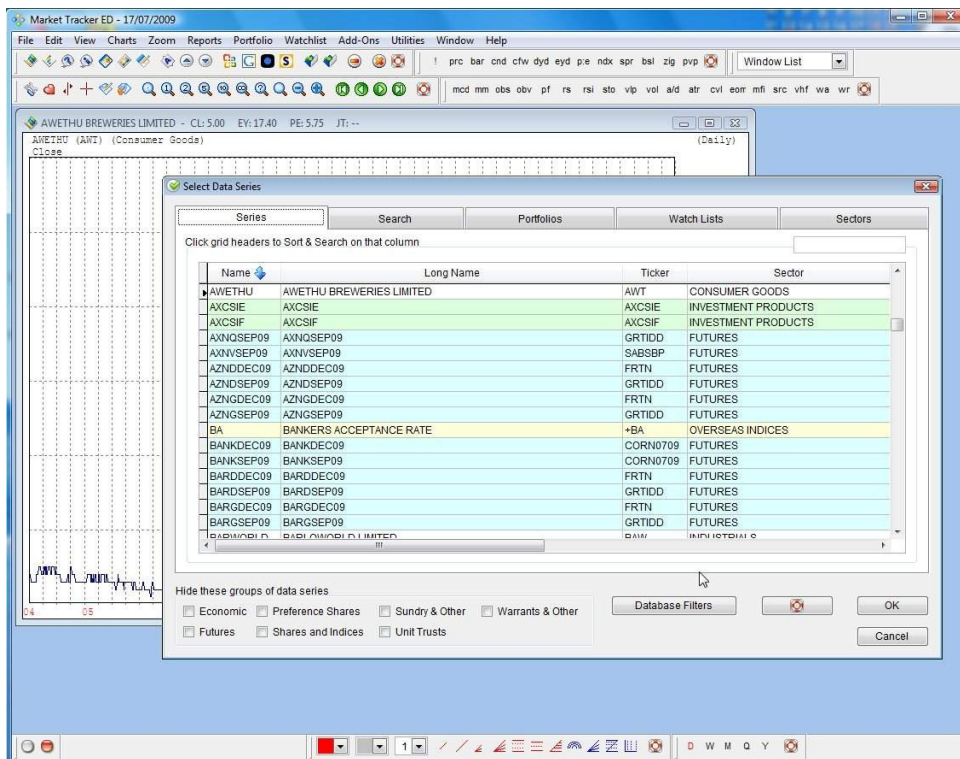 Market Tracker ED - 17/07/2009
File Edit View Charts Zoom Reports Portfolio Watchlist Add-Ons Utilities Window Help
! prc bar cnd cfw dyd eyd p:e ndx spr bsl zig pvp Window List
mcd mm obs obv pf rs rsi sto vlp vol a/d atr cvl eom mfi src vhf wa wr
AWETHU BREWERIES LIMITED - CL: 5.00 EY: 17.40 PE: 5.75 JT: --
AWETHU (AWT) (Consumer Goods) (Daily)
Close
Select Data Series
Series Search Portfolios Watch Lists Sectors
Click grid headers to Sort & Search on that column
Name Long Name Ticker Sector
AWETHU AWETHU BREWERIES LIMITED AWT CONSUMER GOODS
AXCSIE AXCSIE AXCSIE INVESTMENT PRODUCTS
AXCSIF AXCSIF AXCSIF INVESTMENT PRODUCTS
AXNQSEP09 AXNQSEP09 GRTIDD FUTURES
AXNVSEP09 AXNVSEP09 SABSBP FUTURES
AZNDDEC09 AZNDDEC09 FRTN FUTURES
AZNDSEP09 AZNDSEP09 GRTIDD FUTURES
AZNGDEC09 AZNGDEC09 FRTN FUTURES
AZNGSEP09 AZNGSEP09 GRTIDD FUTURES
BA BANKERS ACCEPTANCE RATE +BA OVERSEAS INDICES
BANKDEC09 BANKDEC09 CORN0709 FUTURES
BANKSEP09 BANKSEP09 CORN0709 FUTURES
BARDDEC09 BARDDEC09 FRTN FUTURES
BARDSEP09 BARDSEP09 GRTIDD FUTURES
BARGDEC09 BARGDEC09 FRTN FUTURES
BARGSEP09 BARGSEP09 GRTIDD FUTURES
BARWORLD BARLOWORLD LIMITED BAW INDUSTRIALS
Hide these groups of data series
Economic Preference Shares Sundry & Other Warrants & Other
Futures Shares and Indices Unit Trusts
Database Filters OK
Cancel
04 05
1 D W M Q Y